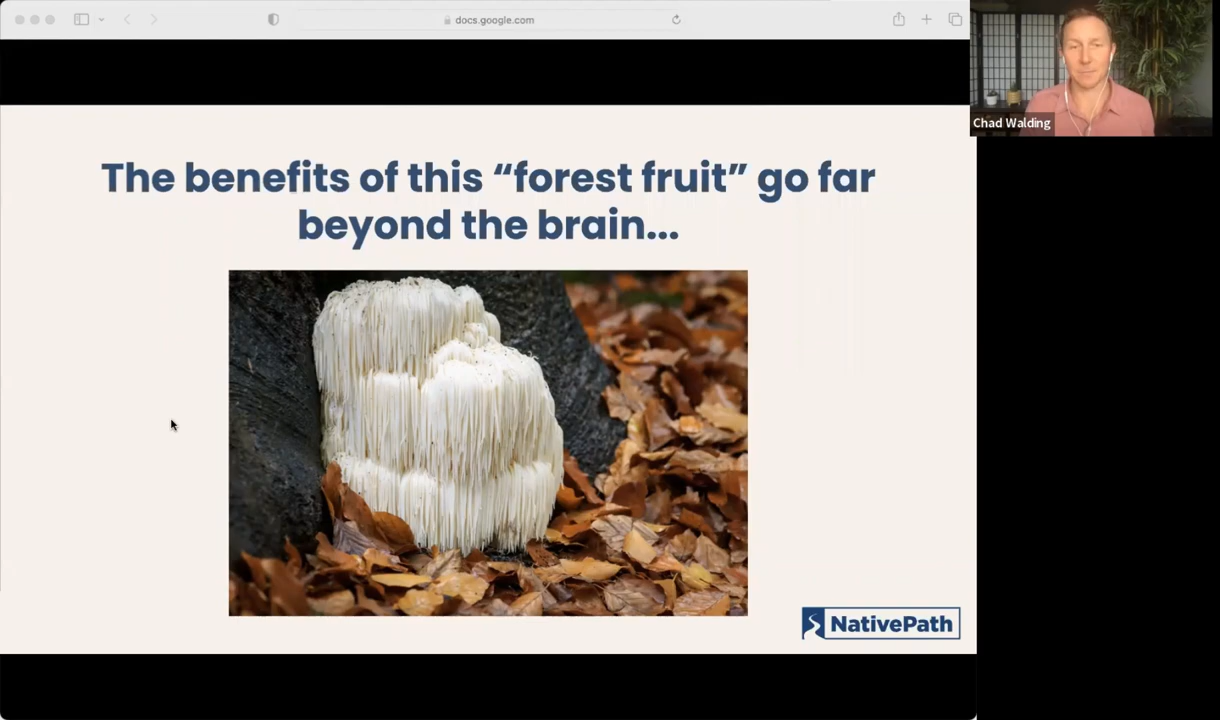 docs.google.com
Chad Walding
The benefits of this “forest fruit” go far
beyond the brain...
NativePath